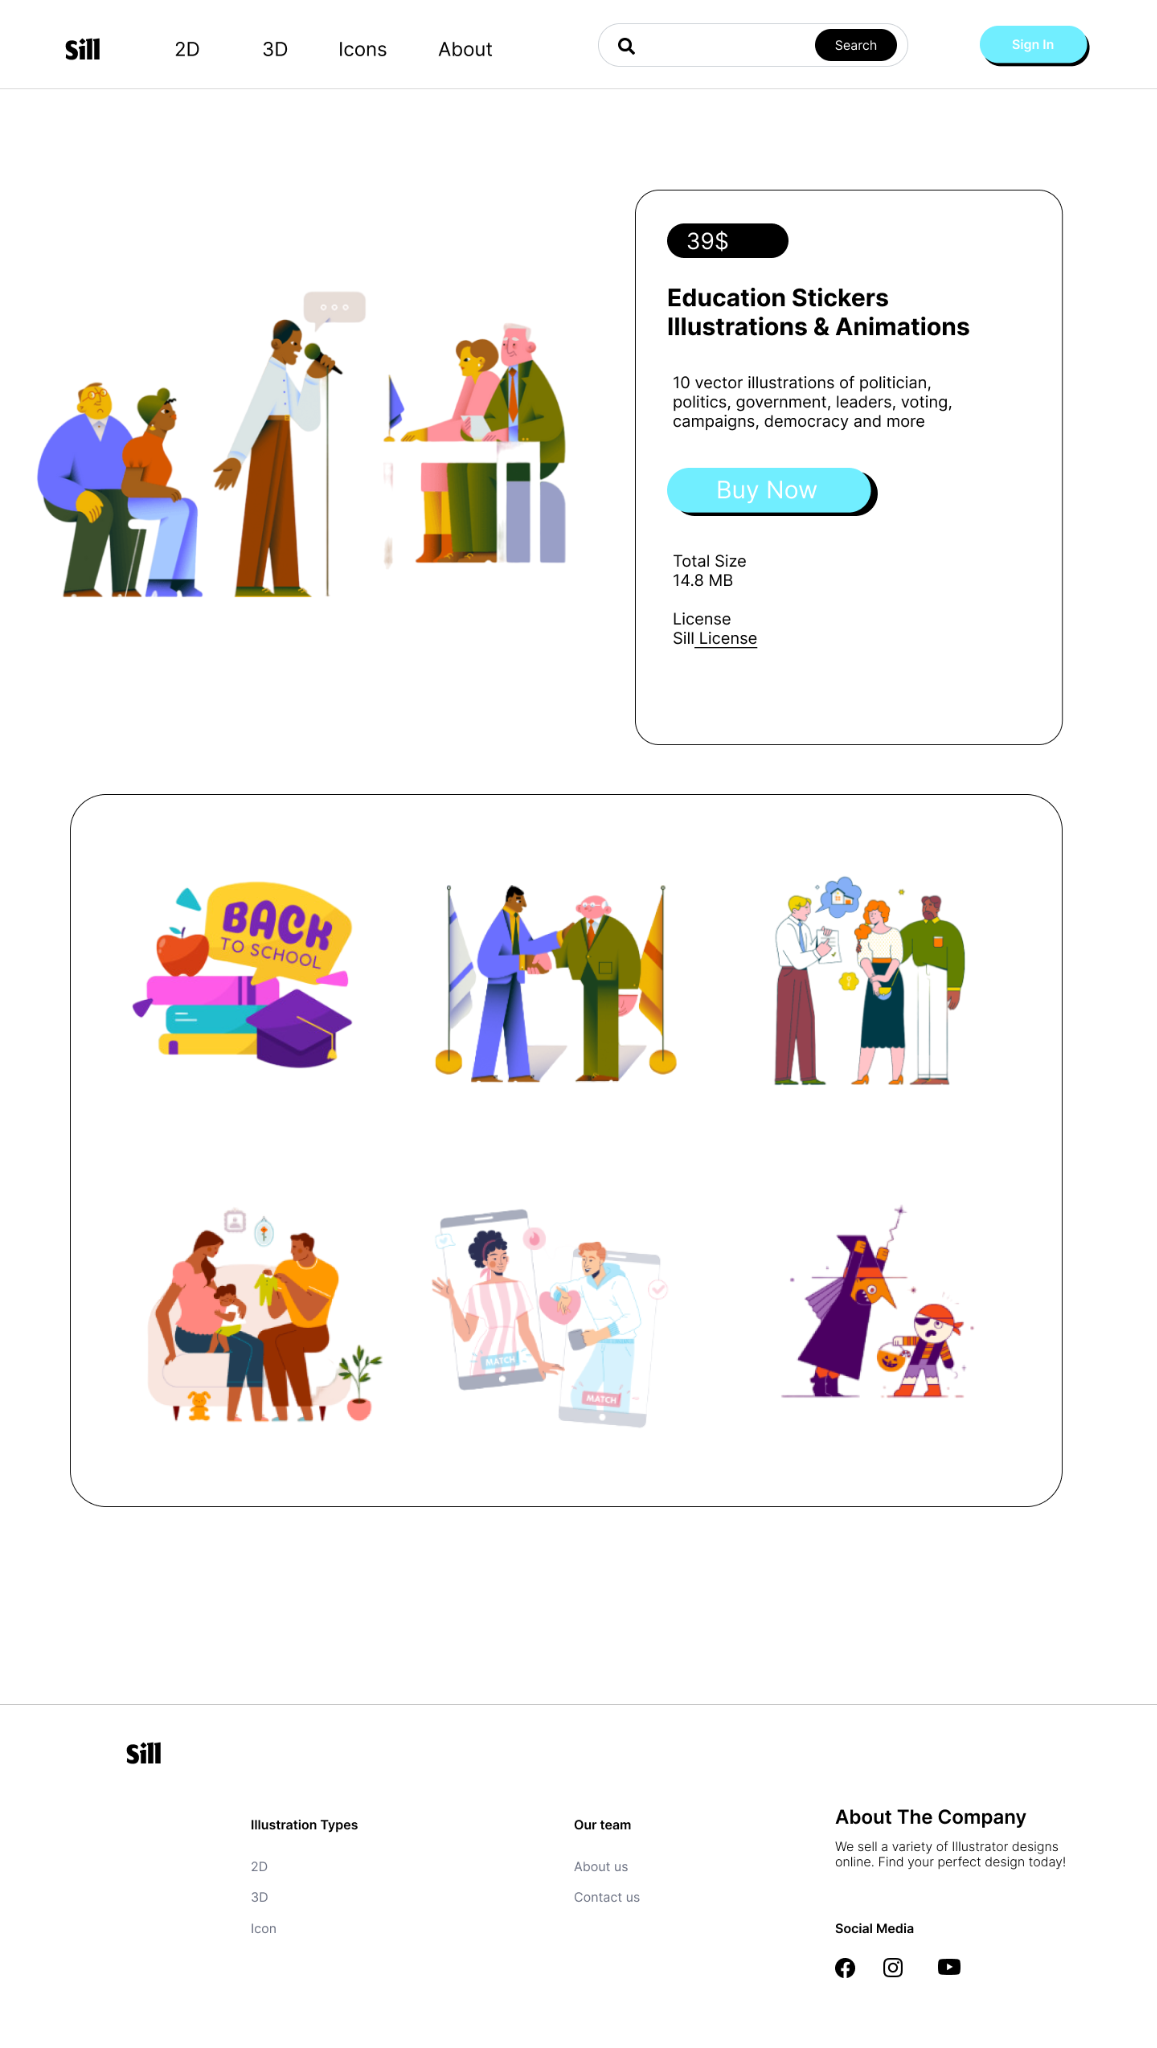 Sill
2D
3D
Icons
About
Search
Sign In
39$
Education Stickers
Illustrations & Animations
10 vector illustrations of politician,
politics, government, leaders, voting,
campaigns, democracy and more
Buy Now
Total Size
14.8 MB
License
Sill License
BACK
TO SCHOOL
MATCH
MATCH
Sill
Illustration Types
2D
3D
Icon
Our team
About us
Contact us
About The Company
We sell a variety of Illustrator designs
online. Find your perfect design today!
Social Media